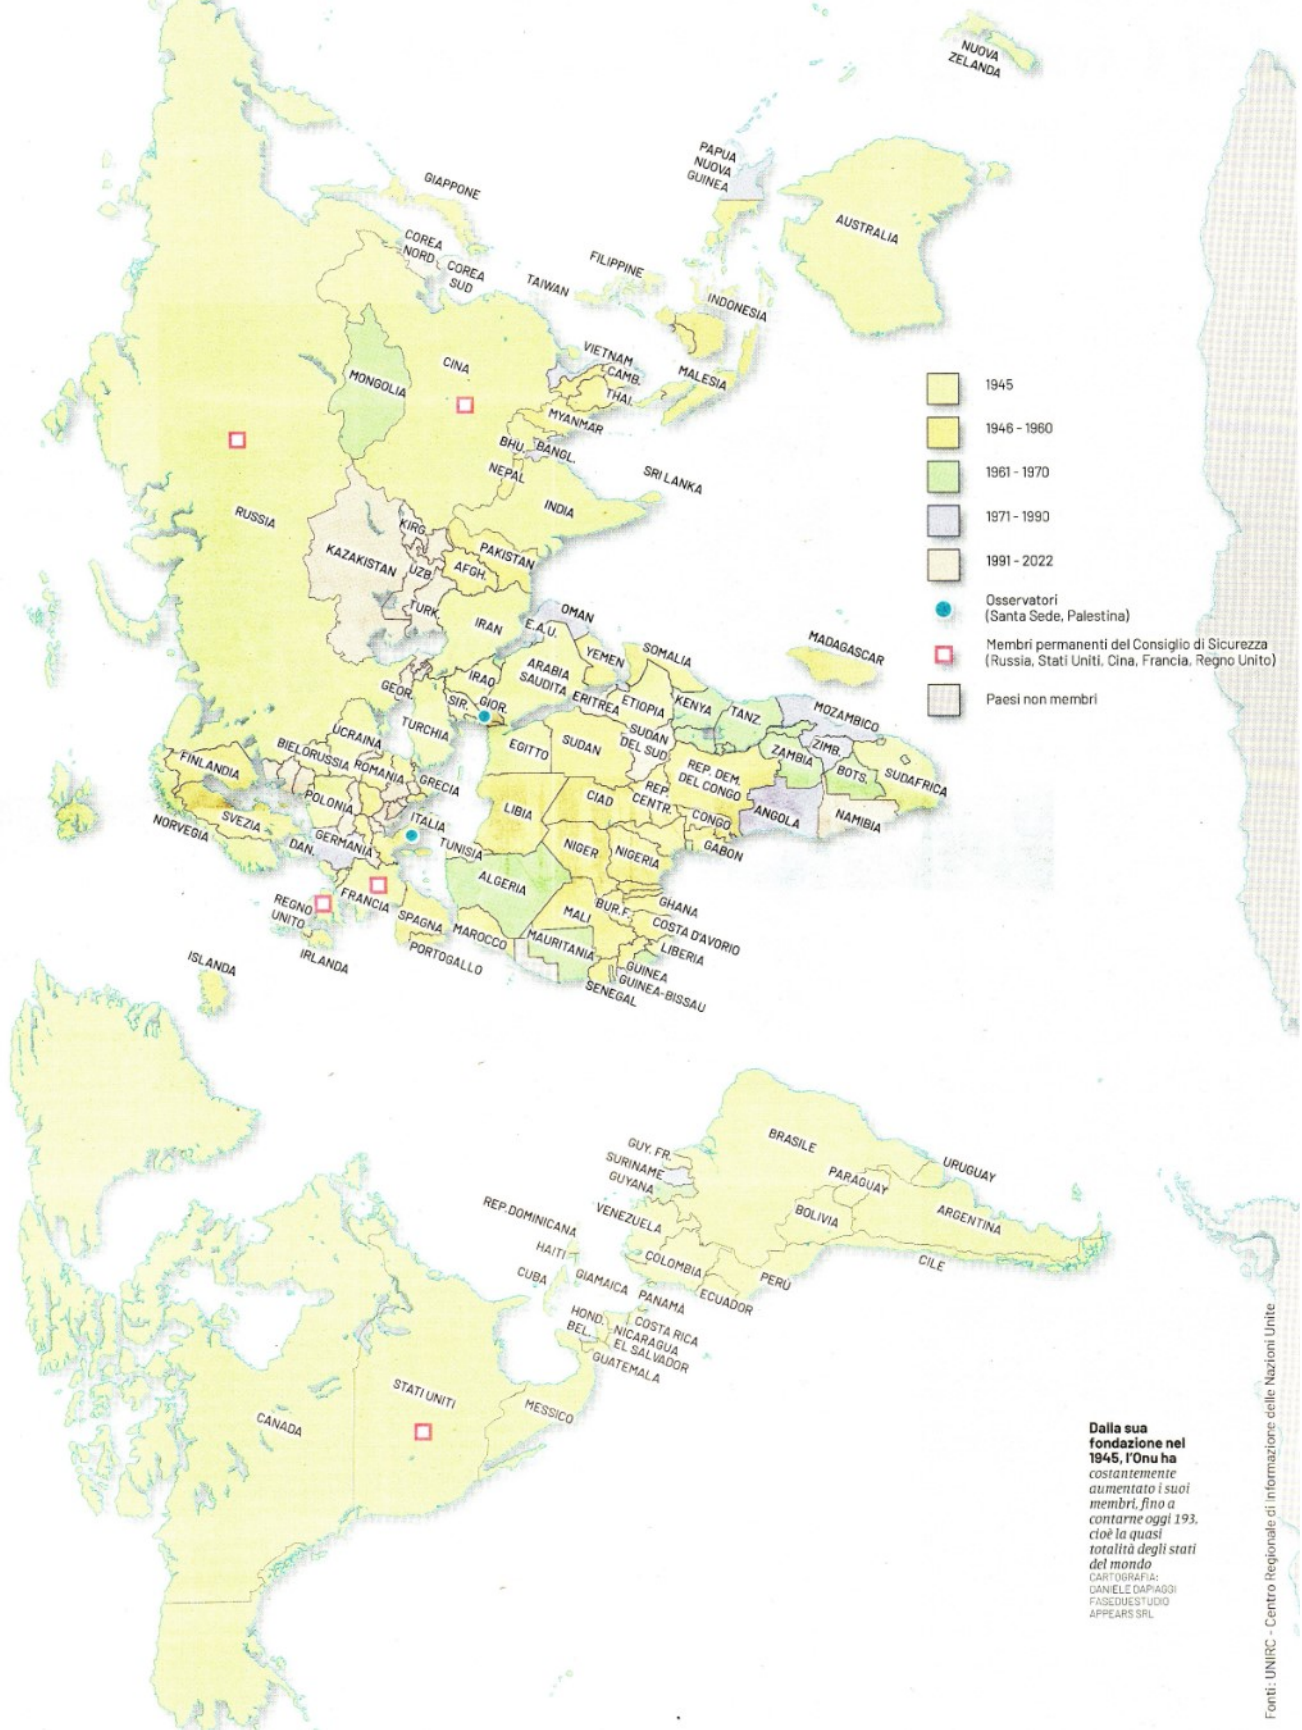 NUOVA
ZELANDA
PAPUA
NUOVA
GUINEA
GIAPPONE
AUSTRALIA
COREA
NORD
COREA
SUD
FILIPPINE
TAIWAN
INDONESIA
VIETNAM
CAMB.
THAI.
MALESIA
CINA
MONGOLIA
MYANMAR
BHU.
BANGL.
NEPAL
SRI LANKA
INDIA
RUSSIA
KIRG.
KAZAKISTAN
UZB.
PAKISTAN
AFGH.
TURK.
IRAN
OMAN
E.A.U.
YEMEN
SOMALIA
MADAGASCAR
ARABIA
SAUDITA
IRAQ
GEOR.
SIR.
GIOR.
ERITREA
ETIOPIA
KENYA
TANZ.
MOZAMBICO
TURCHIA
UCRAINA
BIELORUSSIA
ROMANIA
GRECIA
EGITTO
SUDAN
SUDAN
DEL SUD
REP. DEM.
DEL CONGO
ZAMBIA
ZIMB.
BOTS.
SUDAFRICA
FINLANDIA
POLONIA
LIBIA
CIAD
REP.
CENTR.
CONGO
ANGOLA
NAMIBIA
SVEZIA
NORVEGIA
DAN.
GERMANIA
ITALIA
TUNISIA
NIGER
NIGERIA
GABON
ALGERIA
REGNO
UNITO
FRANCIA
SPAGNA
MALI
BUR.F.
GHANA
COSTA D'AVORIO
MAROCCO
MAURITANIA
LIBERIA
PORTOGALLO
IRLANDA
ISLANDA
GUINEA
GUINEA-BISSAU
SENEGAL
1945
1946 - 1960
1961 - 1970
1971 - 1990
1991 - 2022
Osservatori
(Santa Sede, Palestina)
Membri permanenti del Consiglio di Sicurezza
(Russia, Stati Uniti, Cina, Francia, Regno Unito)
Paesi non membri
GUY. FR.
SURINAME
GUYANA
BRASILE
URUGUAY
PARAGUAY
VENEZUELA
BOLIVIA
ARGENTINA
REP.DOMINICANA
HAITI
CUBA
GIAMAICA
COLOMBIA
PERÙ
CILE
PANAMÁ
ECUADOR
HOND.
BEL.
COSTA RICA
NICARAGUA
EL SALVADOR
GUATEMALA
STATI UNITI
MESSICO
CANADA
Dalla sua
fondazione nel
1945, l'Onu ha
costantemente
aumentato i suoi
membri, fino a
contarne oggi 193,
cioè la quasi
totalità degli stati
del mondo
CARTOGRAFIA:
DANIELE DAPIAGGI
FASEDUESTUDIO
APPEARS SRL
Fonti: UNIRC - Centro Regionale di Informazione delle Nazioni Unite